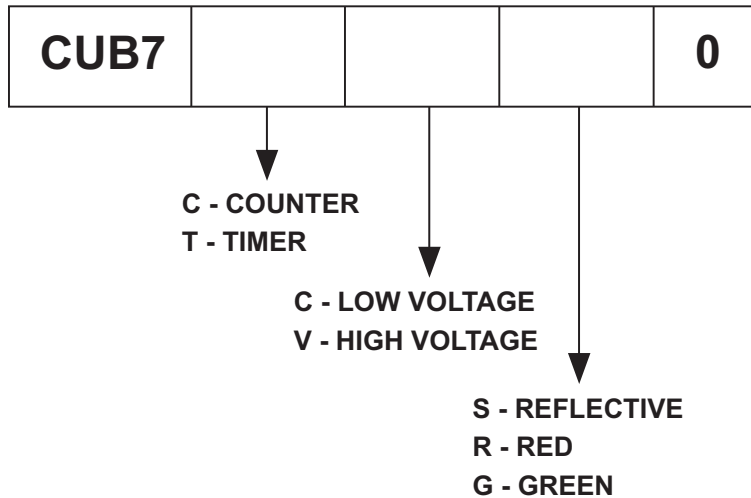 CUB7 0
C - COUNTER
T - TIMER
C - LOW VOLTAGE
V - HIGH VOLTAGE
S - REFLECTIVE
R - RED
G - GREEN